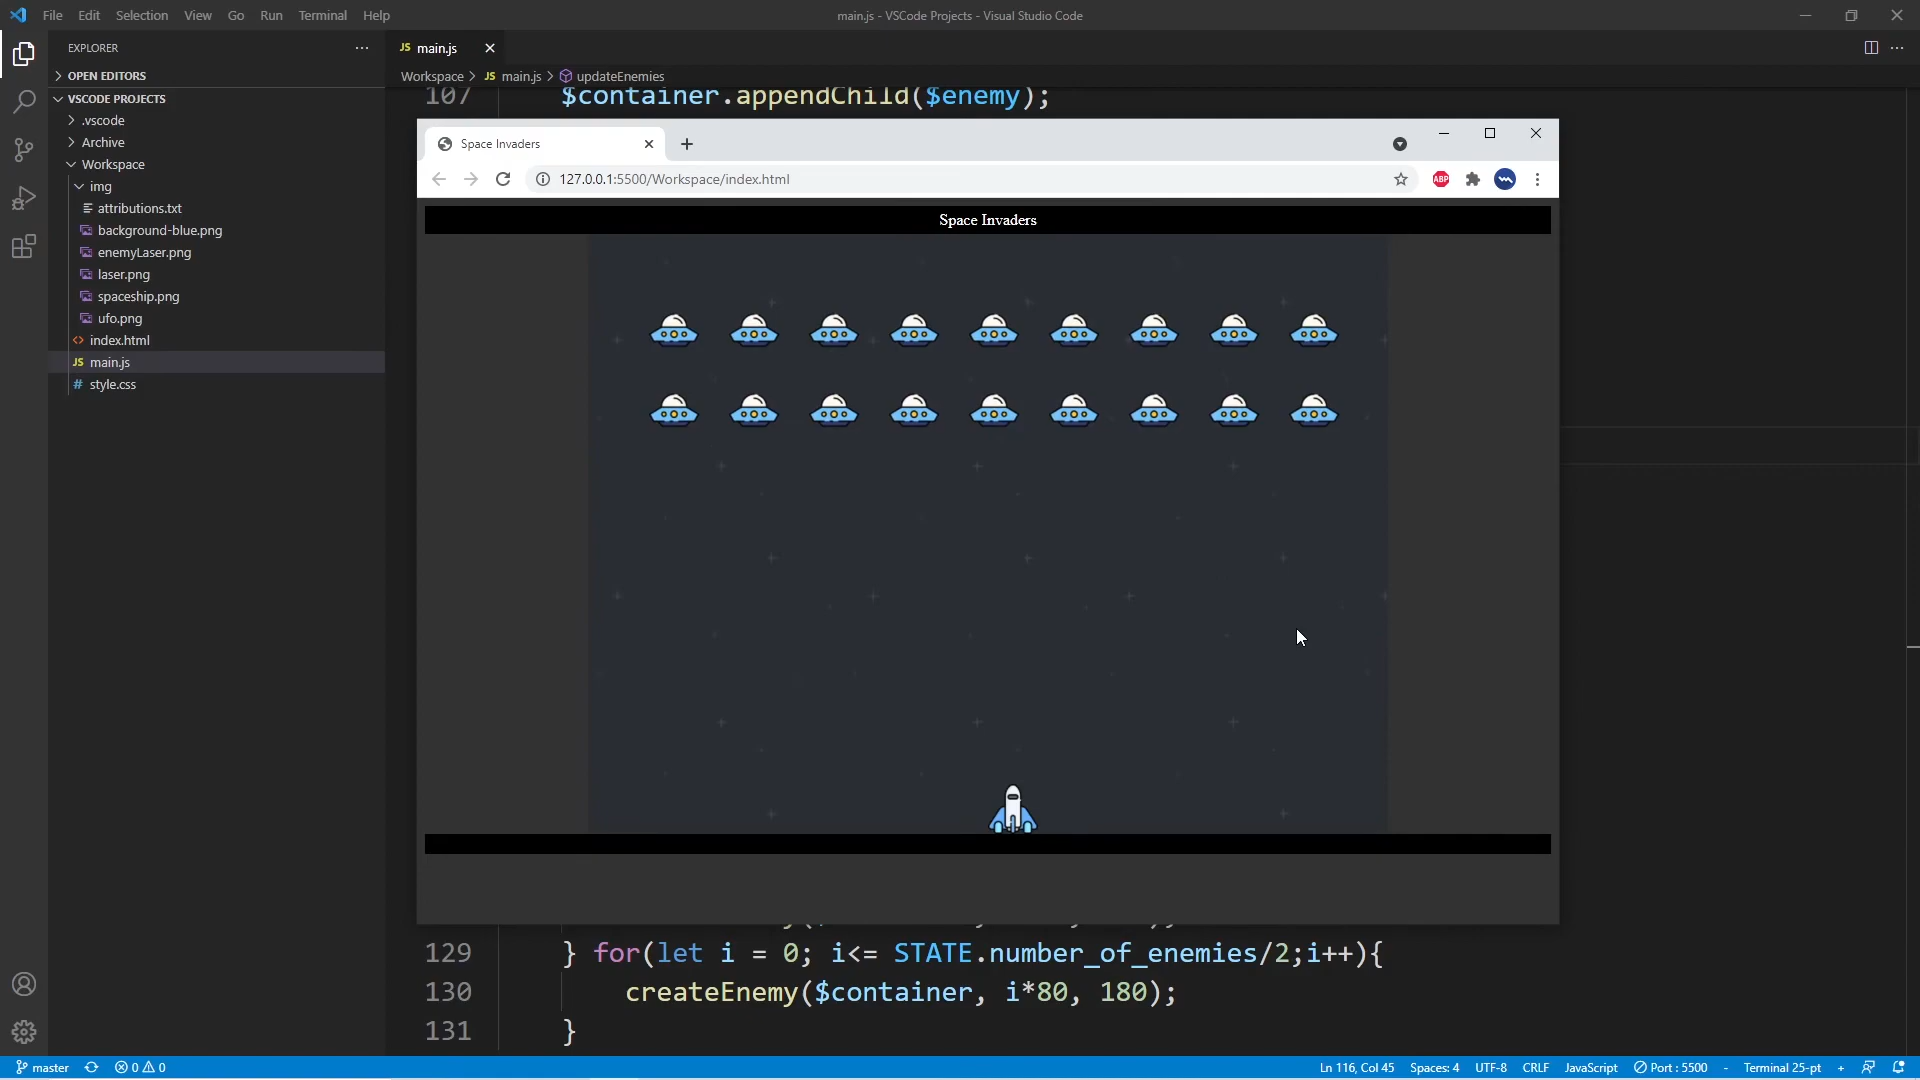 File Edit Selection View Go Run Terminal Help
main.js - VSCode Projects - Visual Studio Code
EXPLORER
OPEN EDITORS
VSCODE PROJECTS
.vscode
Archive
Workspace
img
attributions.txt
background-blue.png
enemyLaser.png
laser.png
spaceship.png
ufo.png
index.html
JS main.js
# style.css
JS main.js
Workspace > JS main.js > updateEnemies
107 $container.appendChild($enemy);
Space Invaders
127.0.0.1:5500/Workspace/index.html
ABP
Space Invaders
129 } for(let i = 0; i<= STATE.number_of_enemies/2;i++){
130 createEnemy($container, i*80, 180);
131 }
master 0 0 Ln 116, Col 45 Spaces: 4 UTF-8 CRLF JavaScript Port : 5500 - Terminal 25-pt +